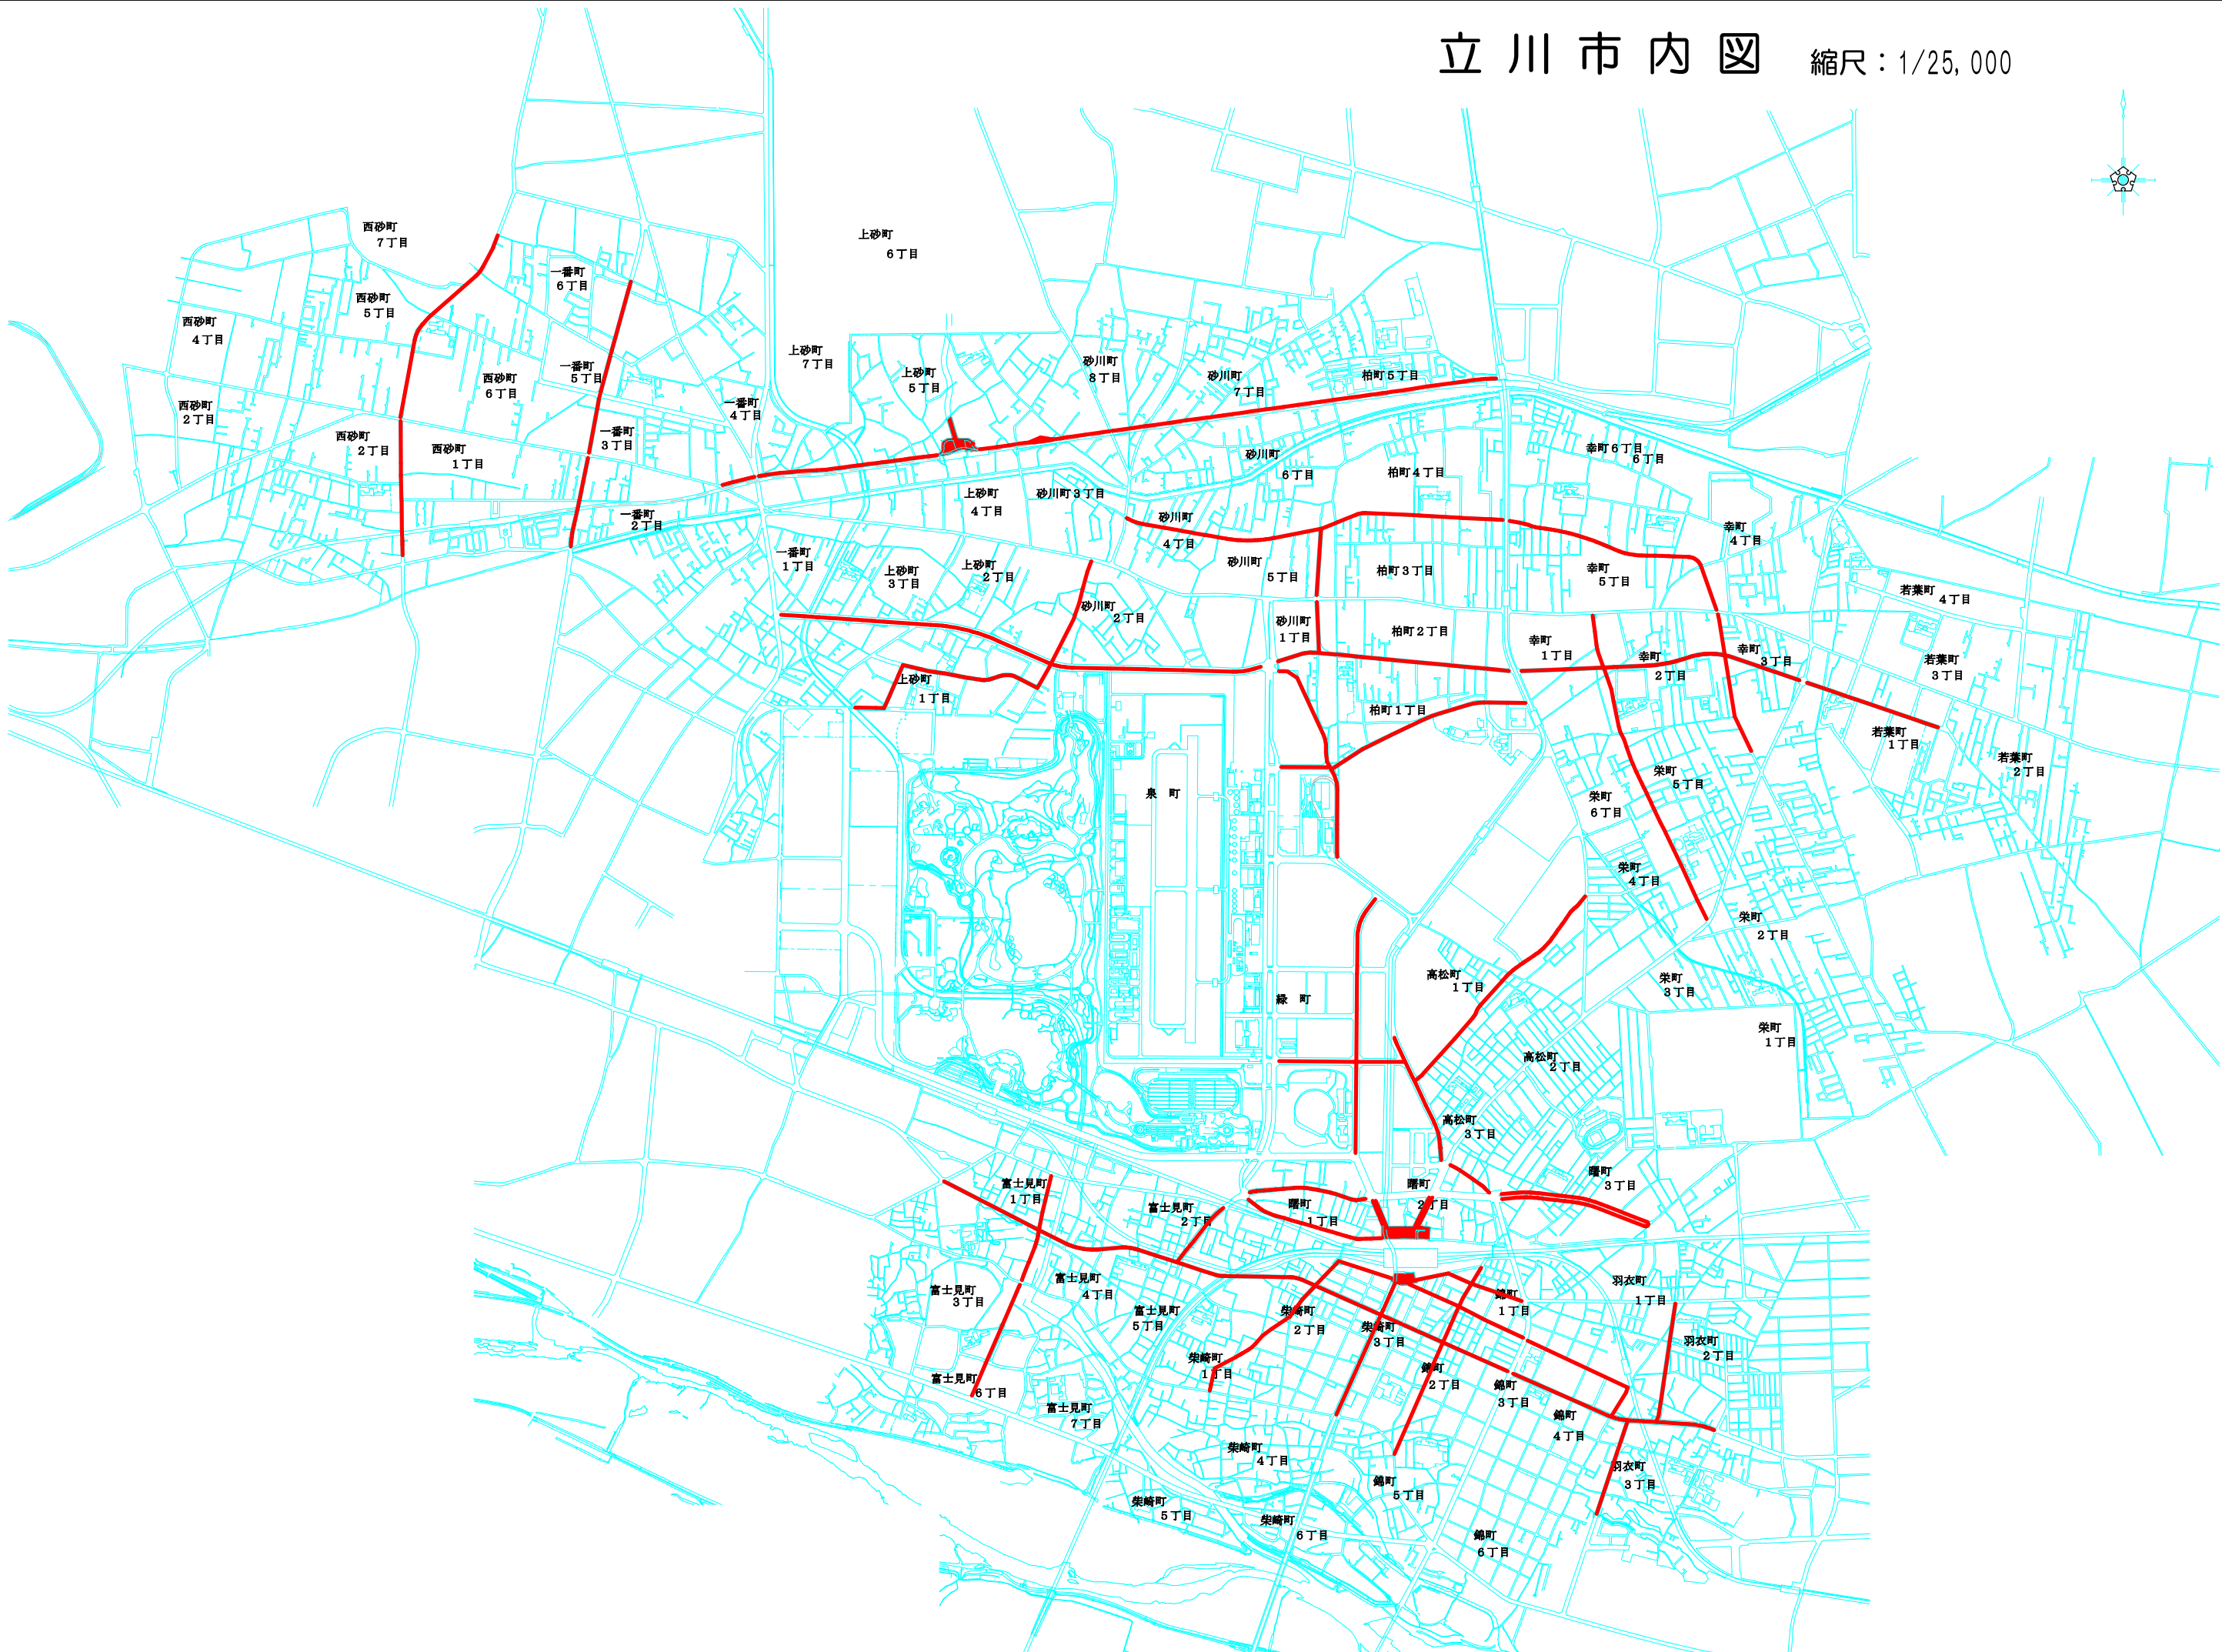 立川市内図 縮尺:1/25,000
西砂町
7丁目
上砂町
6丁目
一番町
6丁目
西砂町
5丁目
西砂町
4丁目
上砂町
7丁目
砂川町
8丁目
一番町
5丁目
上砂町
5丁目
砂川町
7丁目
柏町5丁目
西砂町
6丁目
一番町
4丁目
西砂町
2丁目
一番町
3丁目
西砂町
2丁目
西砂町
1丁目
砂川町
6丁目
幸町6丁目
6丁目
柏町4丁目
上砂町
4丁目
砂川町3丁目
一番町
2丁目
砂川町
4丁目
幸町
4丁目
一番町
1丁目
上砂町
3丁目
上砂町
2丁目
砂川町
5丁目
柏町3丁目
幸町
5丁目
若葉町
4丁目
砂川町
2丁目
砂川町
1丁目
柏町2丁目
幸町
1丁目
幸町
2丁目
幸町
3丁目
若葉町
3丁目
上砂町
1丁目
柏町1丁目
若葉町
1丁目
若葉町
2丁目
栄町
5丁目
泉町
栄町
6丁目
栄町
4丁目
栄町
2丁目
高松町
1丁目
栄町
3丁目
緑町
栄町
1丁目
高松町
2丁目
高松町
3丁目
曙町
3丁目
富士見町
1丁目
曙町
2丁目
富士見町
2丁目
曙町
1丁目
富士見町
3丁目
富士見町
4丁目
羽衣町
1丁目
錦町
1丁目
富士見町
5丁目
柴崎町
2丁目
柴崎町
3丁目
羽衣町
2丁目
柴崎町
1丁目
錦町
2丁目
富士見町
6丁目
錦町
3丁目
富士見町
7丁目
錦町
4丁目
柴崎町
4丁目
羽衣町
3丁目
錦町
5丁目
柴崎町
5丁目
柴崎町
6丁目
錦町
6丁目